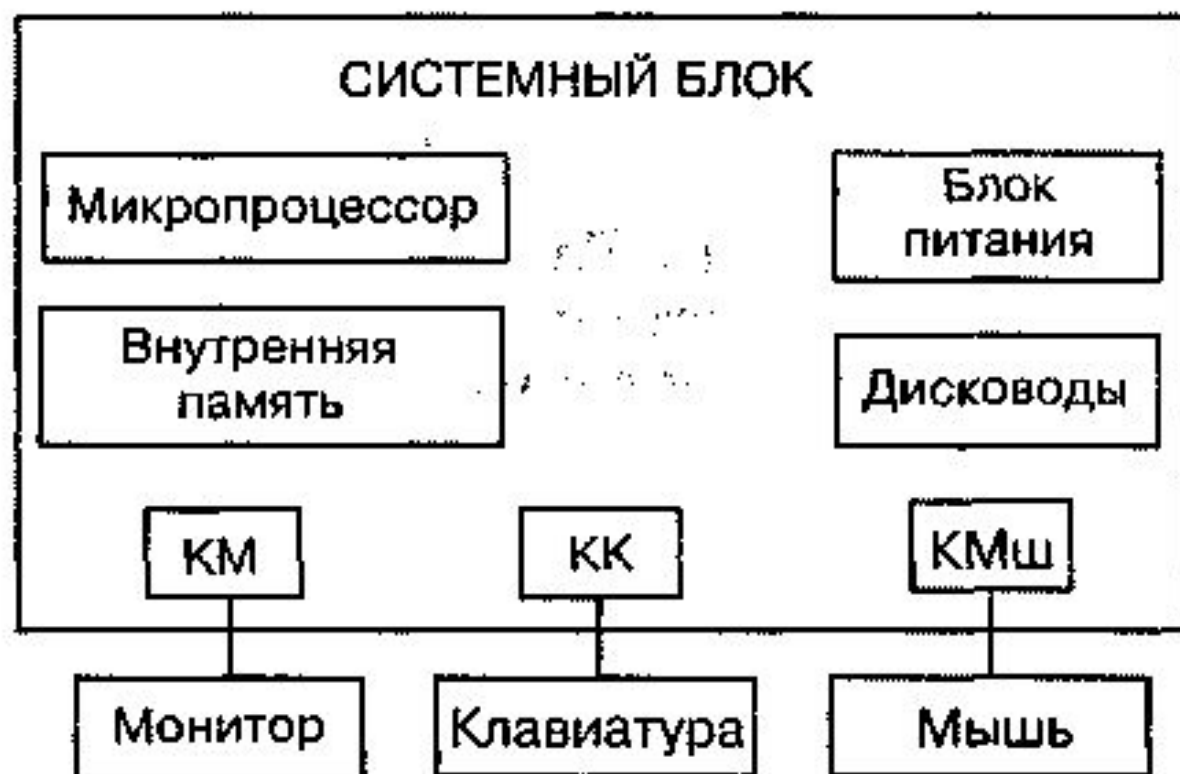 СИСТЕМНЫЙ БЛОК
Микропроцессор
Блок
питания
Внутренняя
память
Дисководы
КМ
КК
КМш
Монитор
Клавиатура
Мышь